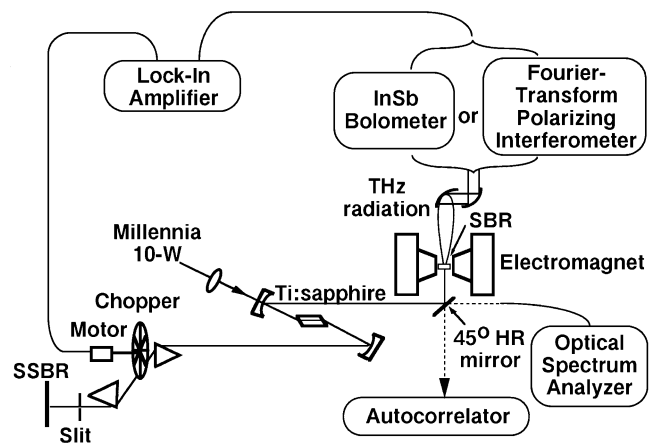 Lock-In
Amplifier
InSb
Bolometer
or
Fourier-
Transform
Polarizing
Interferometer
THz
radiation
SBR
Millennia
10-W
Electromagnet
Ti:sapphire
Chopper
Motor
45o HR
mirror
Optical
Spectrum
Analyzer
SSBR
Slit
Autocorrelator